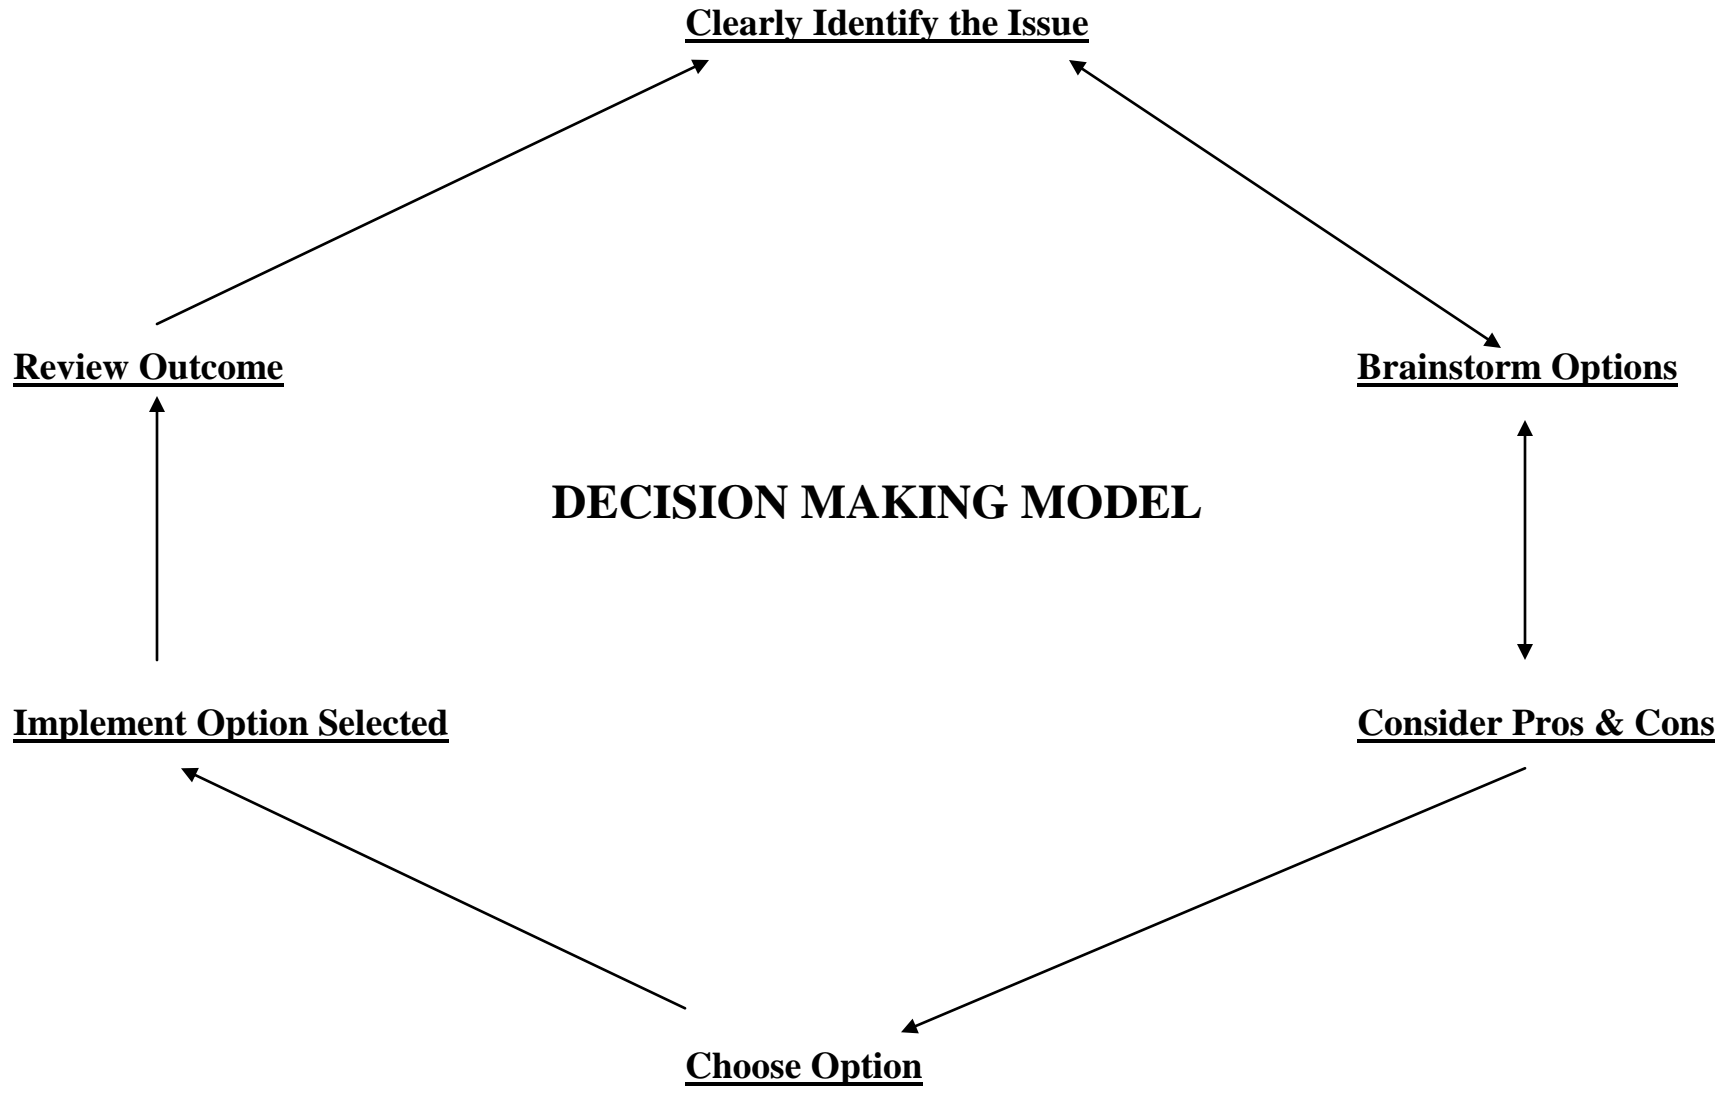 Clearly Identify the Issue
Review Outcome
Brainstorm Options
DECISION MAKING MODEL
Implement Option Selected
Consider Pros & Cons
Choose Option